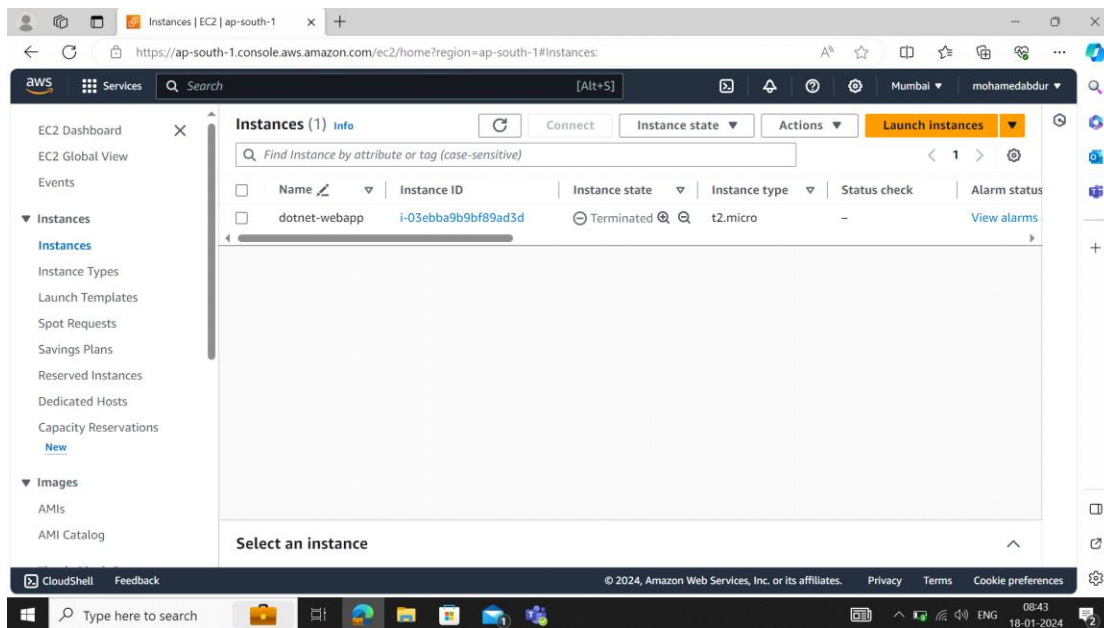 Instances | EC2 | ap-south-1
https://ap-south-1.console.aws.amazon.com/ec2/home?region=ap-south-1#Instances:
aws Services Search [Alt+S] Mumbai mohamedabdur
EC2 Dashboard
EC2 Global View
Events
Instances
Instances
Instance Types
Launch Templates
Spot Requests
Savings Plans
Reserved Instances
Dedicated Hosts
Capacity Reservations
New
Images
AMIs
AMI Catalog
Instances (1) Info Connect Instance state Actions Launch instances
Find Instance by attribute or tag (case-sensitive) 1
Name Instance ID Instance state Instance type Status check Alarm status
dotnet-webapp i-03ebba9b9bf89ad3d Terminated t2.micro – View alarms
Select an instance
CloudShell Feedback © 2024, Amazon Web Services, Inc. or its affiliates. Privacy Terms Cookie preferences
Type here to search ENG 08:43
18-01-2024